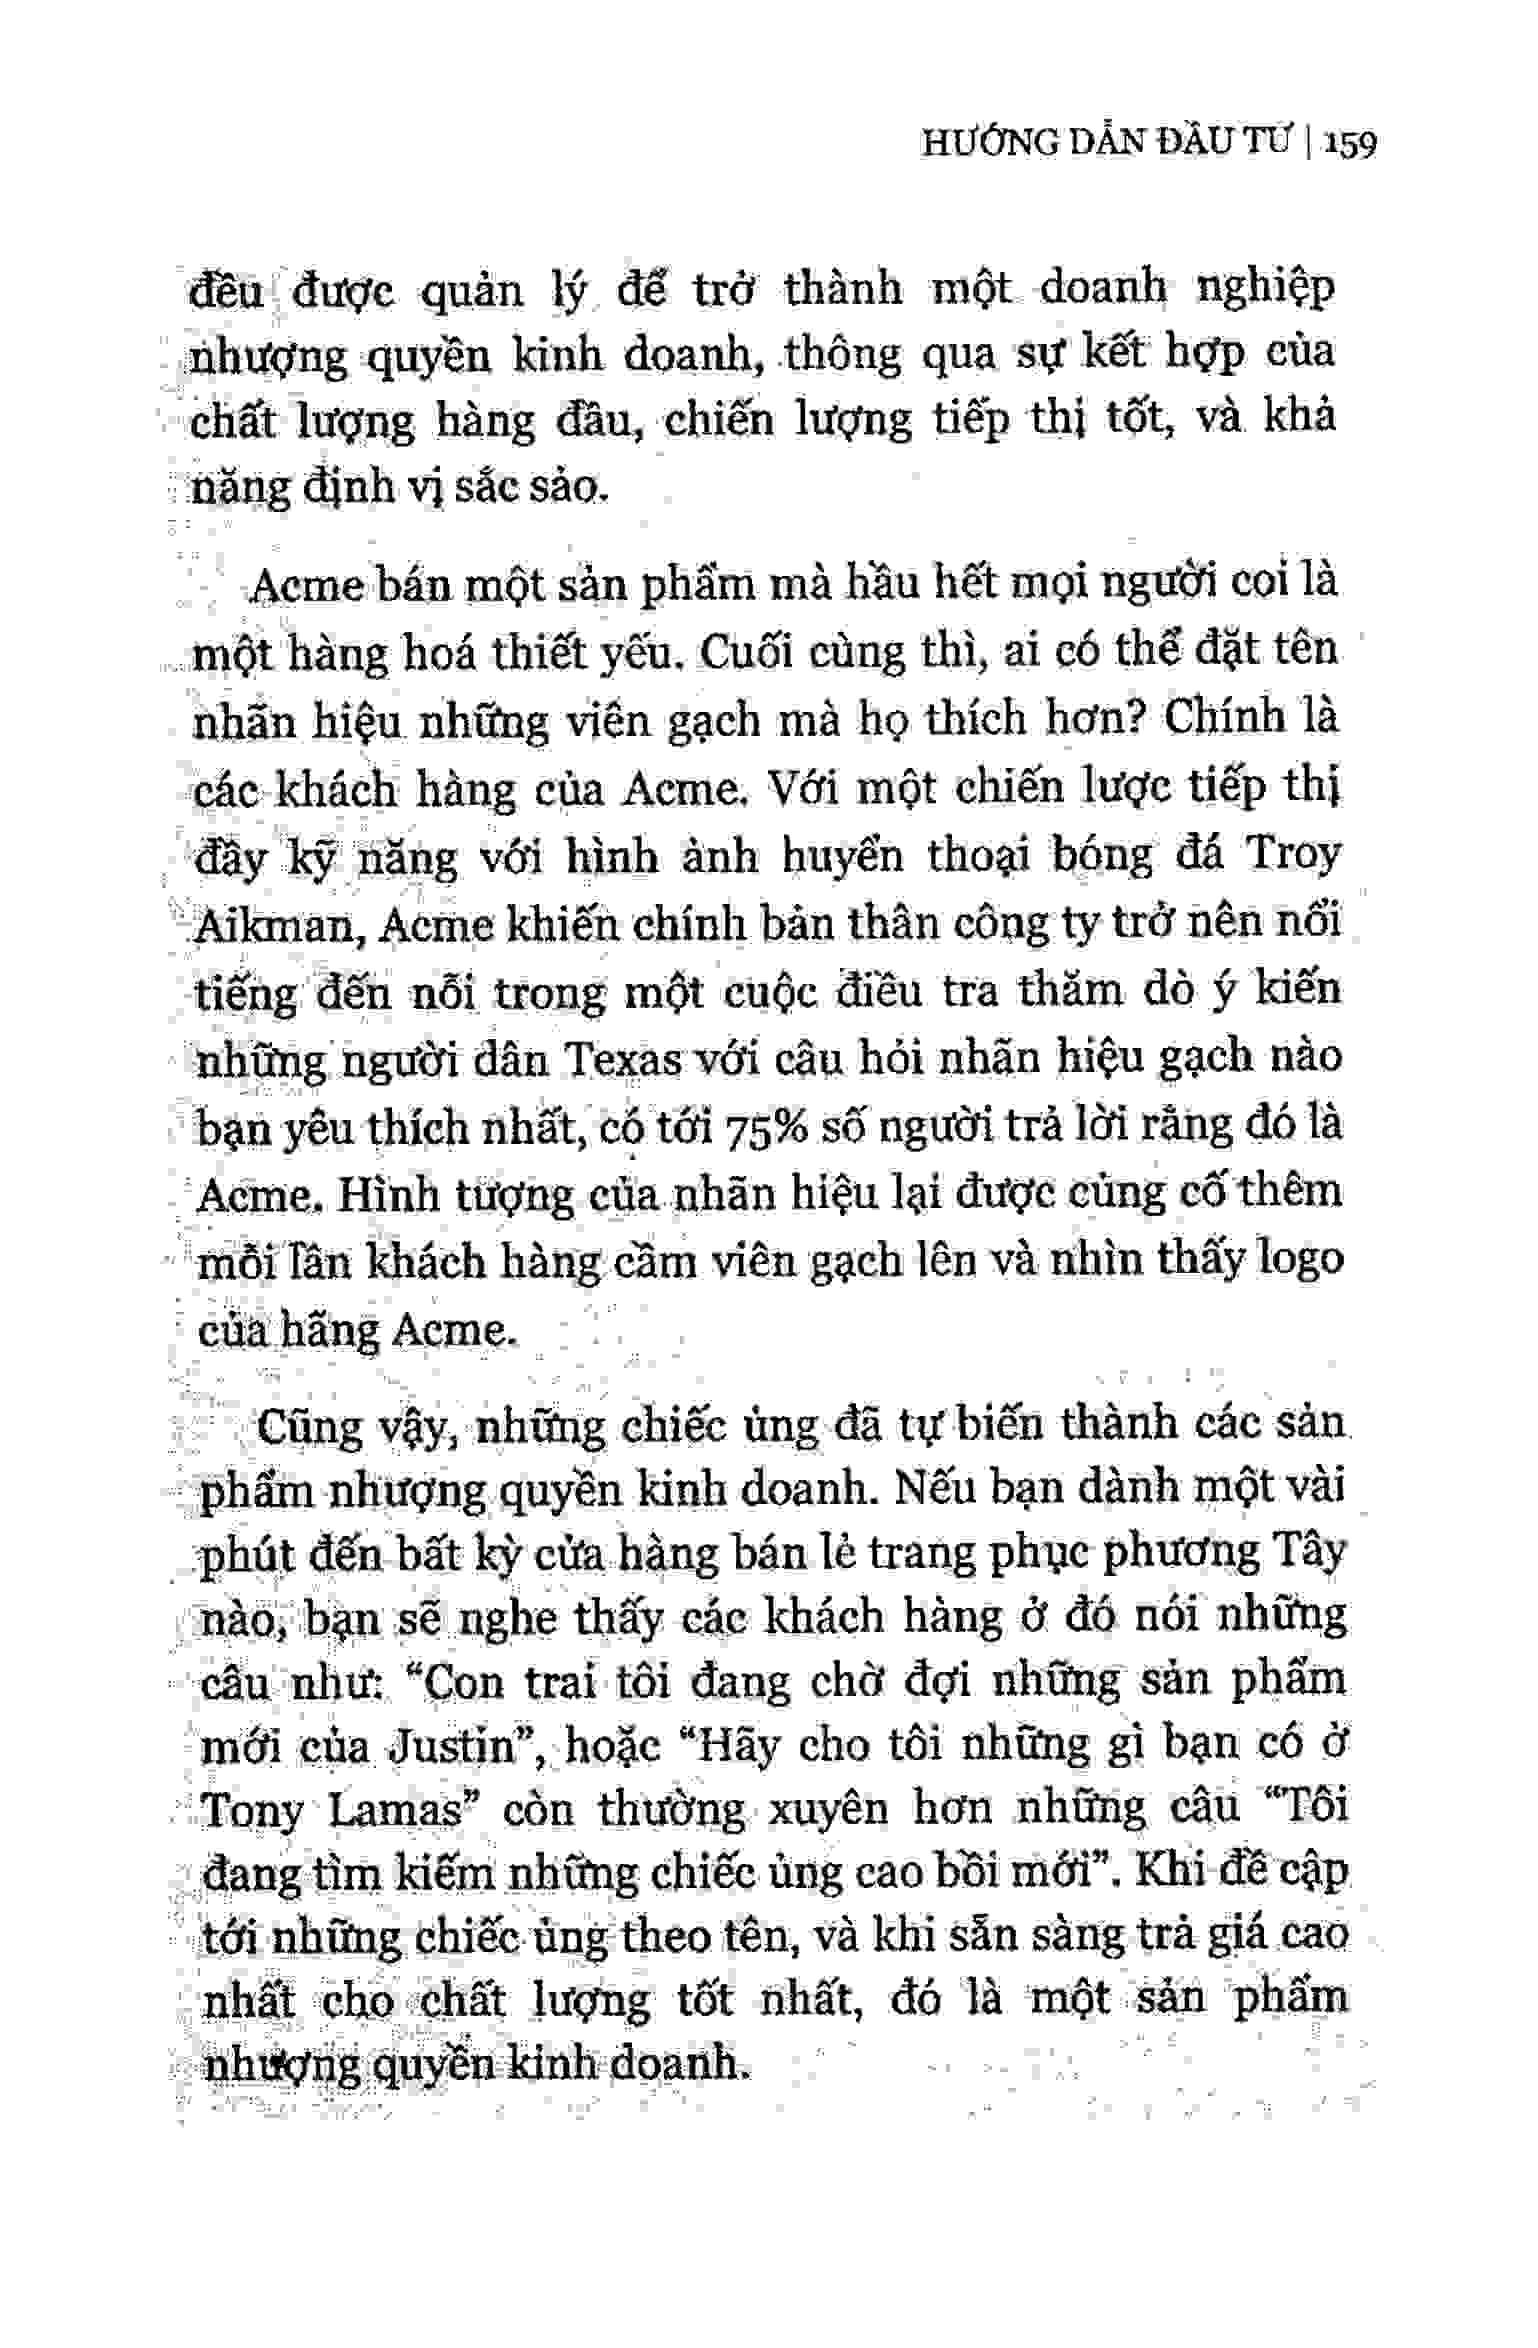 HƯỚNG DẪN ĐẦU TƯ | 159
đều được quản lý để trở thành một doanh nghiệp
nhượng quyền kinh doanh, thông qua sự kết hợp của
chất lượng hàng đầu, chiến lượng tiếp thị tốt, và khả
năng định vị sắc sảo.
Acme bán một sản phẩm mà hầu hết mọi người coi là
một hàng hoá thiết yếu. Cuối cùng thì, ai có thể đặt tên
nhãn hiệu những viên gạch mà họ thích hơn? Chính là
các khách hàng của Acme. Với một chiến lược tiếp thị
đầy kỹ năng với hình ảnh huyền thoại bóng đá Troy
Aikman, Acme khiến chính bản thân công ty trở nên nổi
tiếng đến nỗi trong một cuộc điều tra thăm dò ý kiến
những người dân Texas với câu hỏi nhãn hiệu gạch nào
bạn yêu thích nhất, có tới 75% số người trả lời rằng đó là
Acme. Hình tượng của nhãn hiệu lại được củng cố thêm
mỗi lần khách hàng cầm viên gạch lên và nhìn thấy logo
của hãng Acme.
Cũng vậy, những chiếc ủng đã tự biến thành các sản
phẩm nhượng quyền kinh doanh. Nếu bạn dành một vài
phút đến bất kỳ cửa hàng bán lẻ trang phục phương Tây
nào, bạn sẽ nghe thấy các khách hàng ở đó nói những
câu như: “Con trai tôi đang chờ đợi những sản phẩm
mới của Justin”, hoặc “Hãy cho tôi những gì bạn có ở
Tony Lamas” còn thường xuyên hơn những câu “Tôi
đang tìm kiếm những chiếc ủng cao bồi mới”. Khi đề cập
tới những chiếc ủng theo tên, và khi sẵn sàng trả giá cao
nhất cho chất lượng tốt nhất, đó là một sản phẩm
nhượng quyền kinh doanh.